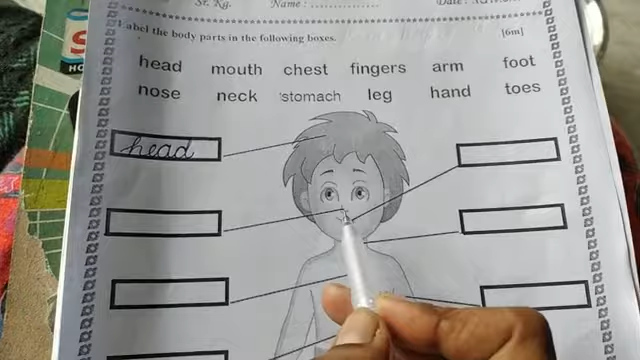 Sr. Kg. Name : ................ Date :
Label the body parts in the following boxes. [6m]
head mouth chest fingers arm foot
nose neck stomach leg hand toes
head